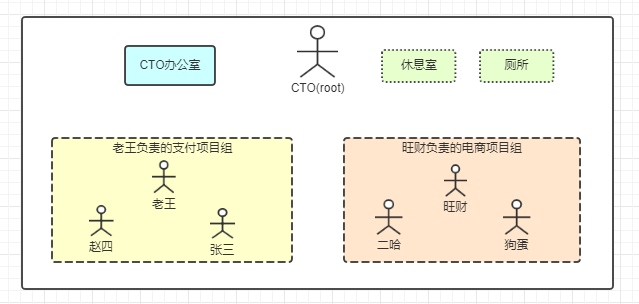 CTO办公室
CTO(root)
休息室
厕所
老王负责的支付项目组
老王
赵四
张三
旺财负责的电商项目组
旺财
二哈
狗蛋